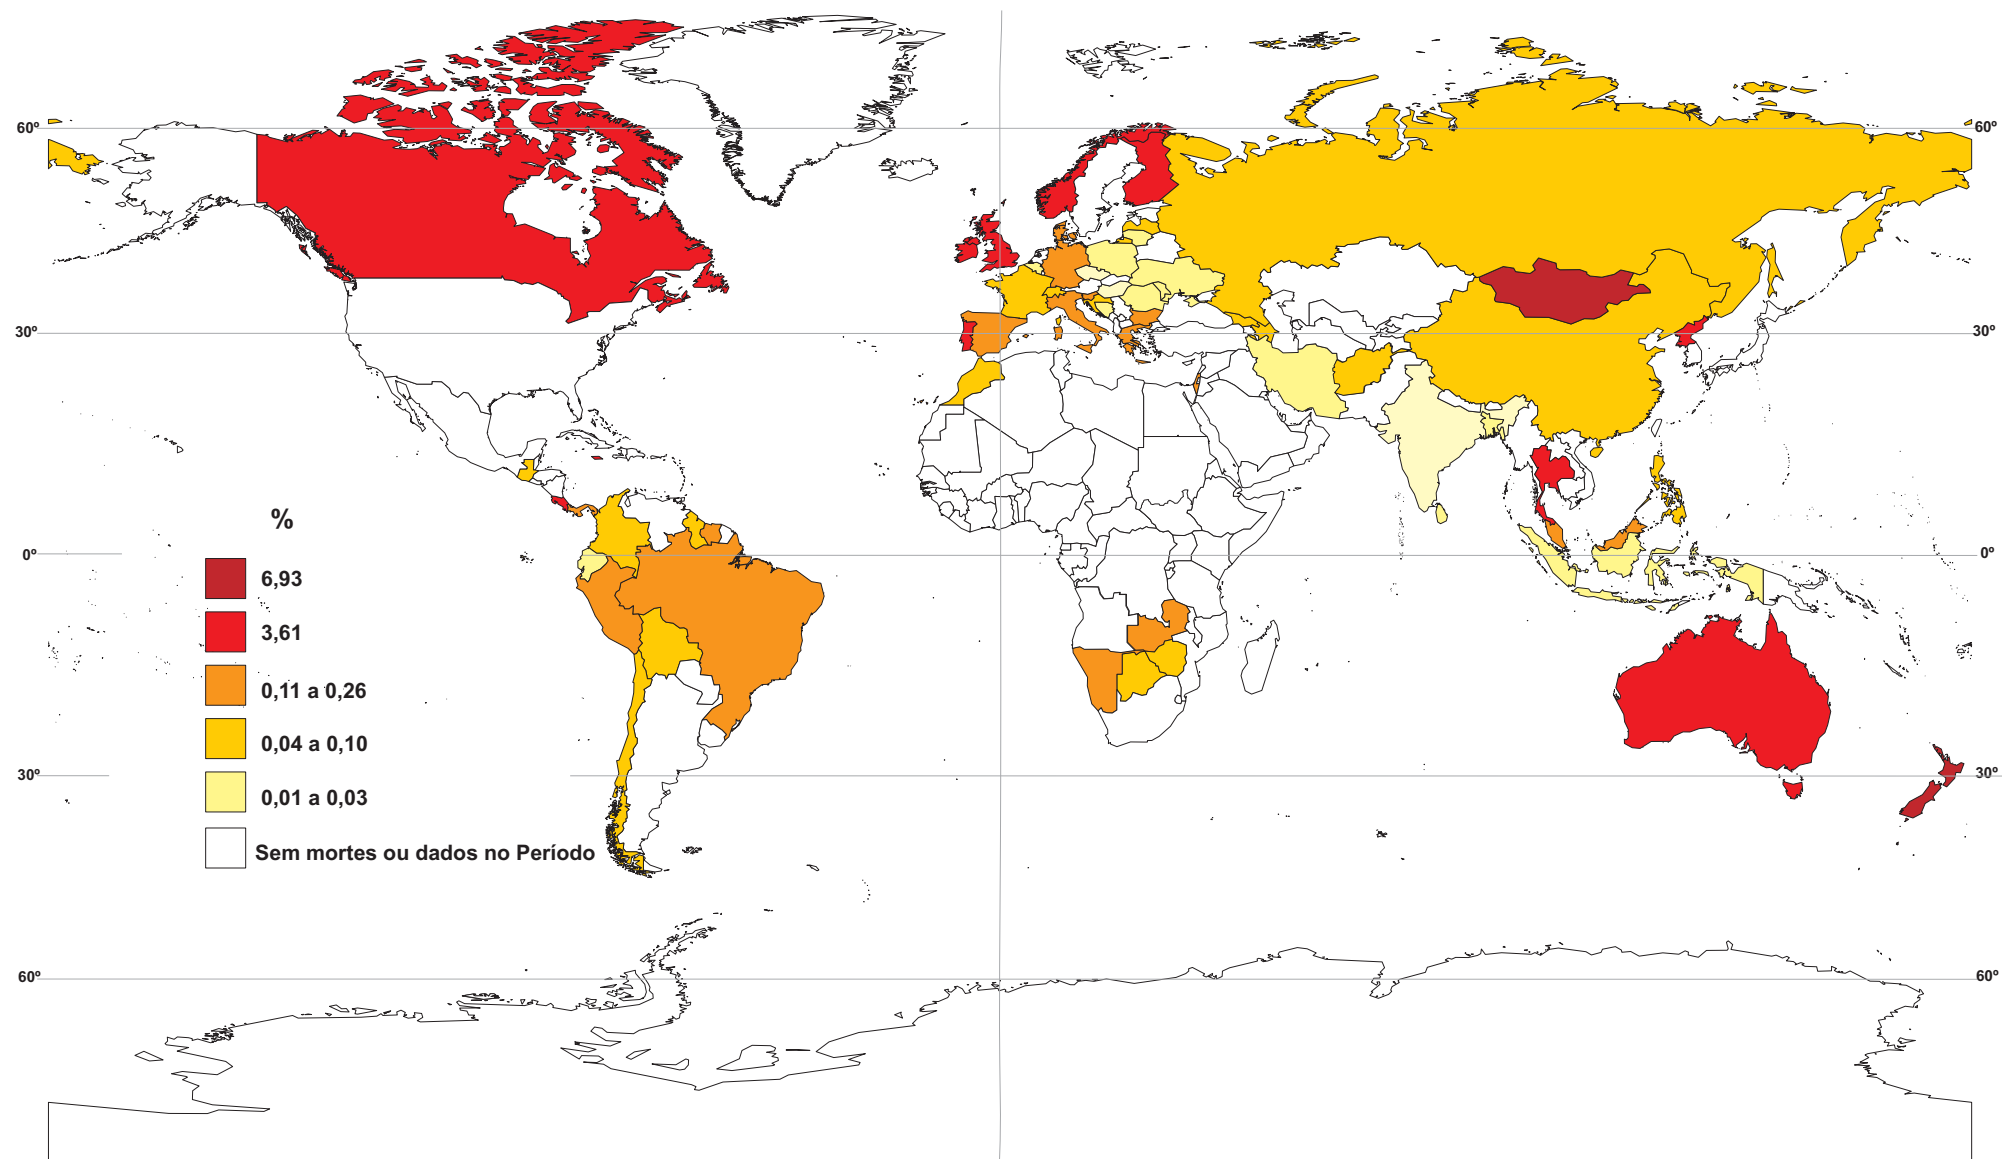 60º
60º
30º
30º
%
0º
0º
6,93
3,61
0,11 a 0,26
0,04 a 0,10
30º
30º
0,01 a 0,03
Sem mortes ou dados no Período
60º
60º